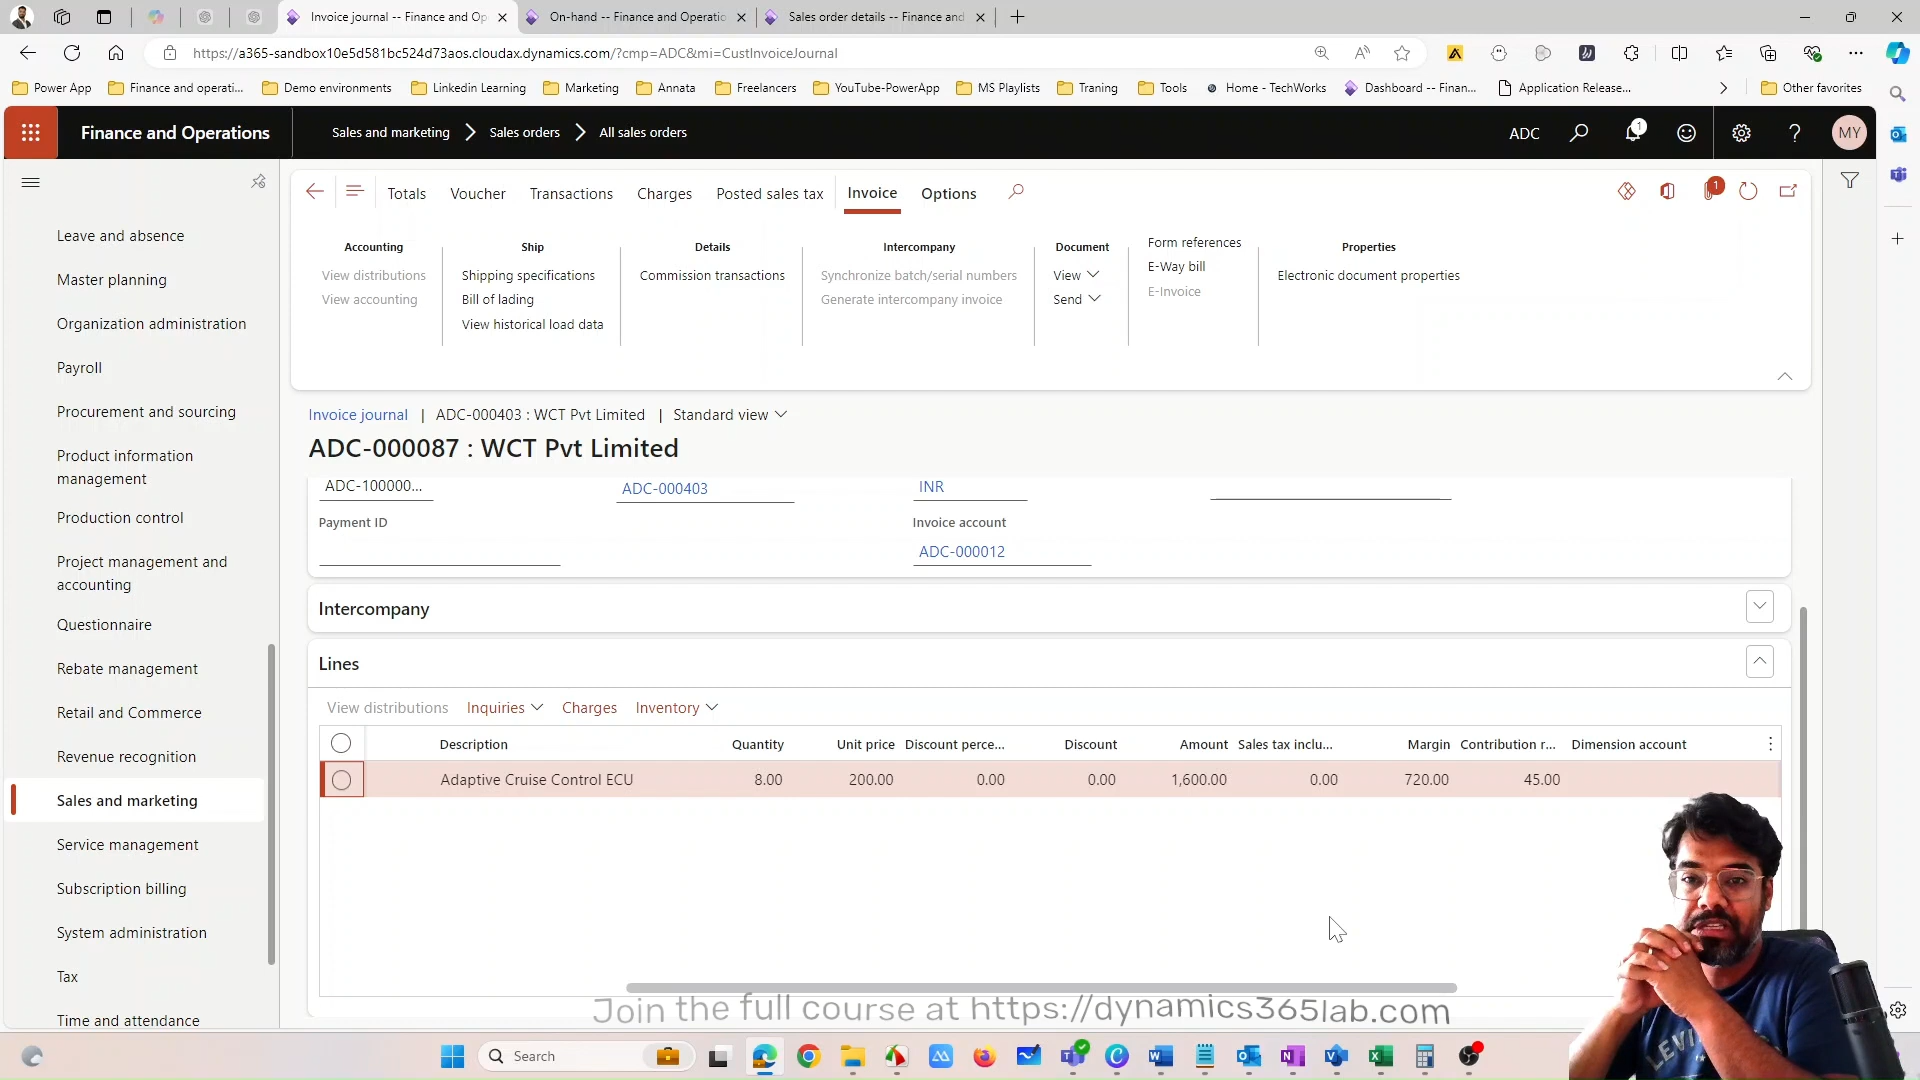 Invoice journal -- Finance and Op
On-hand -- Finance and Operatio
Sales order details -- Finance and
https://a365-sandbox10e5d581bc524d73aos.cloudax.dynamics.com/?cmp=ADC&mi=CustInvoiceJournal
Power App
Finance and operati...
Demo environments
Linkedin Learning
Marketing
Annata
Freelancers
YouTube-PowerApp
MS Playlists
Traning
Tools
Home - TechWorks
Dashboard -- Finan...
Application Release...
Other favorites
Finance and Operations
Sales and marketing
Sales orders
All sales orders
ADC
1
MY
Totals
Voucher
Transactions
Charges
Posted sales tax
Invoice
Options
1
Accounting
View distributions
View accounting
Ship
Shipping specifications
Bill of lading
View historical load data
Details
Commission transactions
Intercompany
Synchronize batch/serial numbers
Generate intercompany invoice
Document
View
Send
Form references
E-Way bill
E-Invoice
Properties
Electronic document properties
Leave and absence
Master planning
Organization administration
Payroll
Procurement and sourcing
Product information
management
Production control
Project management and
accounting
Questionnaire
Rebate management
Retail and Commerce
Revenue recognition
Sales and marketing
Service management
Subscription billing
System administration
Tax
Time and attendance
Invoice journal | ADC-000403 : WCT Pvt Limited | Standard view
ADC-000087 : WCT Pvt Limited
ADC-100000...
ADC-000403
INR
Payment ID
Invoice account
ADC-000012
Intercompany
Lines
View distributions
Inquiries
Charges
Inventory
Description Quantity Unit price Discount perce... Discount Amount Sales tax inclu... Margin Contribution r... Dimension account
Adaptive Cruise Control ECU 8.00 200.00 0.00 0.00 1,600.00 0.00 720.00 45.00
Join the full course at https://dynamics365lab.com
Search